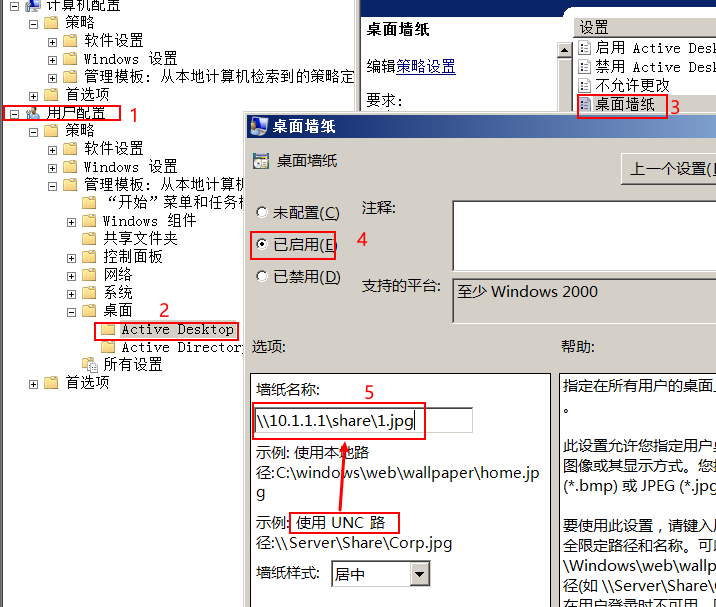 计算机配置
策略
软件设置
Windows 设置
管理模板: 从本地计算机检索到的策略定
首选项
用户配置
1
策略
软件设置
Windows 设置
管理模板: 从本地计算机
“开始”菜单和任务栏
Windows 组件
共享文件夹
控制面板
网络
系统
桌面
2
Active Desktop
Active Directory
所有设置
首选项
桌面墙纸
编辑策略设置
要求:
设置
启用 Active Desk
禁用 Active Desk
不允许更改
桌面墙纸
3
桌面墙纸
桌面墙纸
上一个设置(
未配置(C)
已启用(E)
4
已禁用(D)
注释:
支持的平台:
至少 Windows 2000
选项:
帮助:
墙纸名称:
5
\\10.1.1.1\share\1.jpg
示例: 使用本地路
径:C:\windows\web\wallpaper\home.jp
g
示例: 使用 UNC 路
径:\\Server\Share\Corp.jpg
墙纸样式:
居中
指定在所有用户的桌面上
。
此设置允许您指定用户桌
图像或其显示方式。您指
(*.bmp) 或 JPEG (*.jpg
要使用此设置，请键入
全限定路径和名称。可以
\Windows\web\wallp
径(如 \\Server\Share\
在用户登录时不可用，